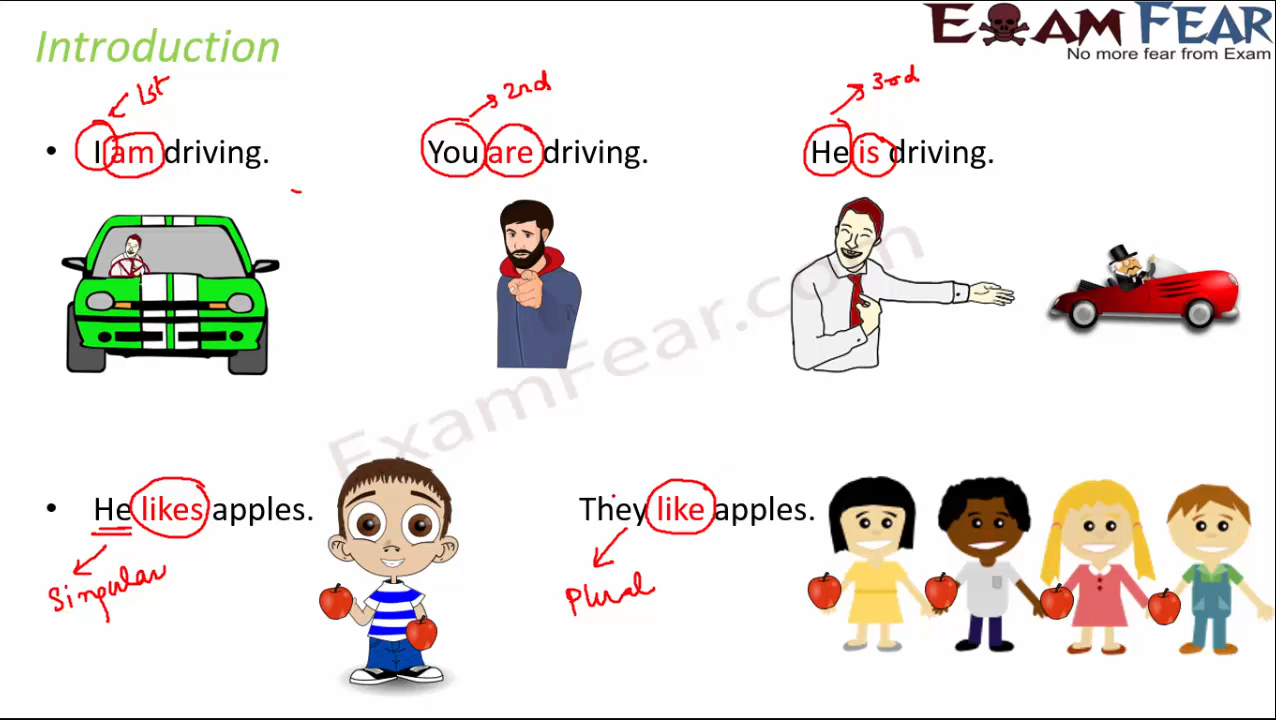 Introduction
EXAM FEAR
No more fear from Exam
1st
2nd
3rd
• I am driving.
You are driving.
He is driving.
ExamFear.com
• He likes apples.
They like apples.
Singular
Plural